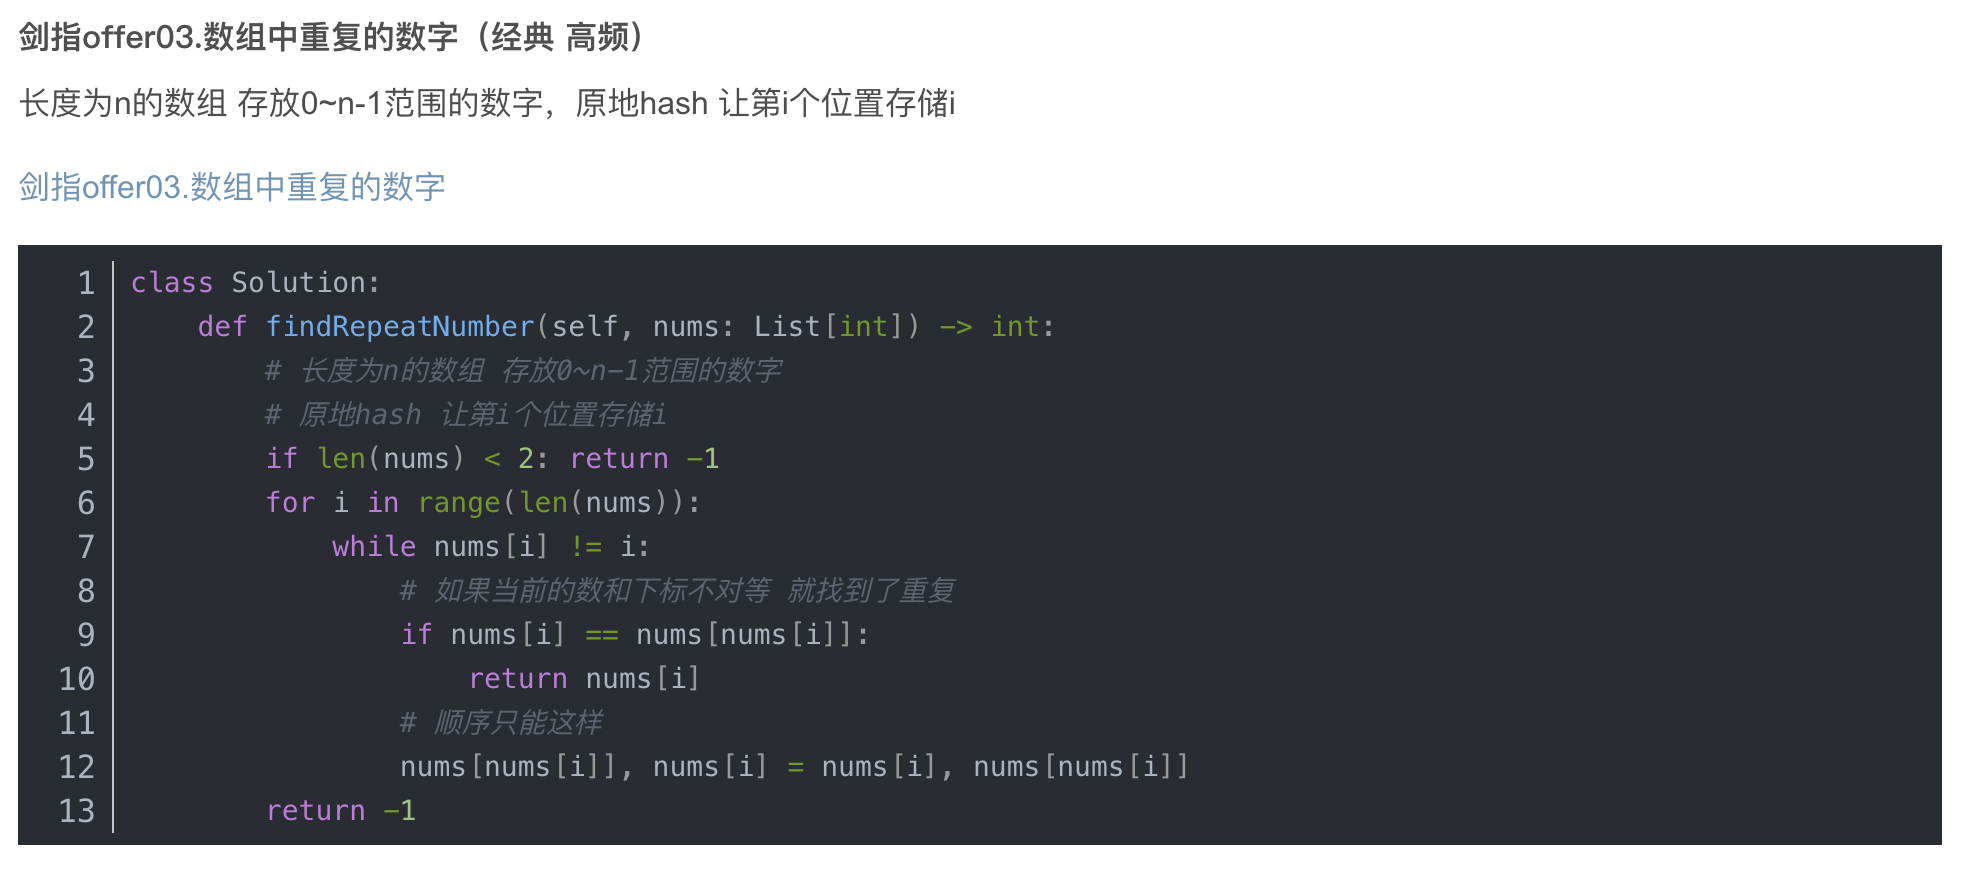 剑指offer03.数组中重复的数字（经典 高频）
长度为n的数组 存放0~n-1范围的数字，原地hash 让第i个位置存储i
剑指offer03.数组中重复的数字
1 class Solution:
2     def findRepeatNumber(self, nums: List[int]) -> int:
3         # 长度为n的数组 存放0~n-1范围的数字
4         # 原地hash 让第i个位置存储i
5         if len(nums) < 2: return -1
6         for i in range(len(nums)):
7             while nums[i] != i:
8                 # 如果当前的数和下标不对等 就找到了重复
9                 if nums[i] == nums[nums[i]]:
10                     return nums[i]
11                 # 顺序只能这样
12                 nums[nums[i]], nums[i] = nums[i], nums[nums[i]]
13         return -1